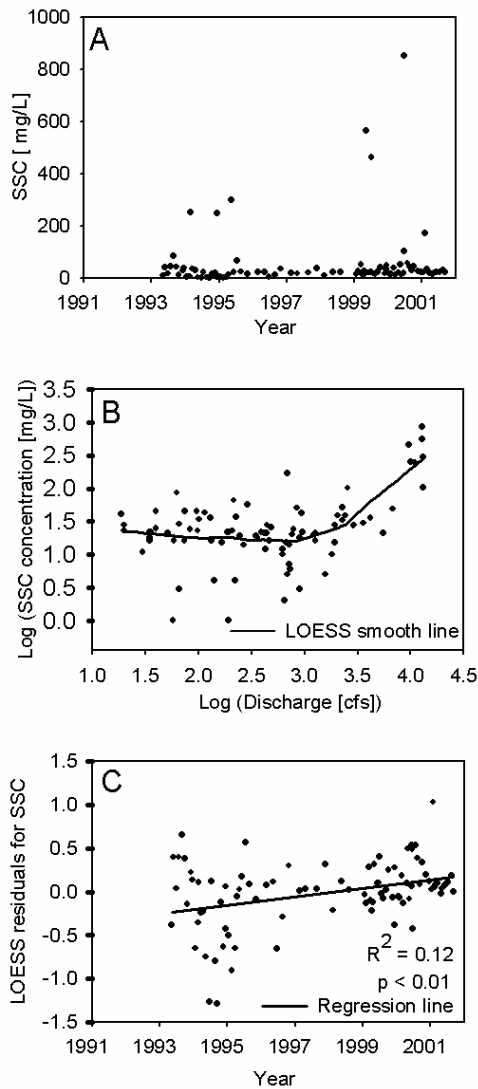 A
1000
800
600
400
200
0
SSC [ mg/L]
1991 1993 1995 1997 1999 2001
Year
B
3.5
3.0
2.5
2.0
1.5
1.0
0.5
0.0
Log (SSC concentration [mg/L])
LOESS smooth line
1.0 1.5 2.0 2.5 3.0 3.5 4.0 4.5
Log (Discharge [cfs])
C
1.5
1.0
0.5
0.0
-0.5
-1.0
-1.5
LOESS residuals for SSC
R² = 0.12
p < 0.01
Regression line
1991 1993 1995 1997 1999 2001
Year